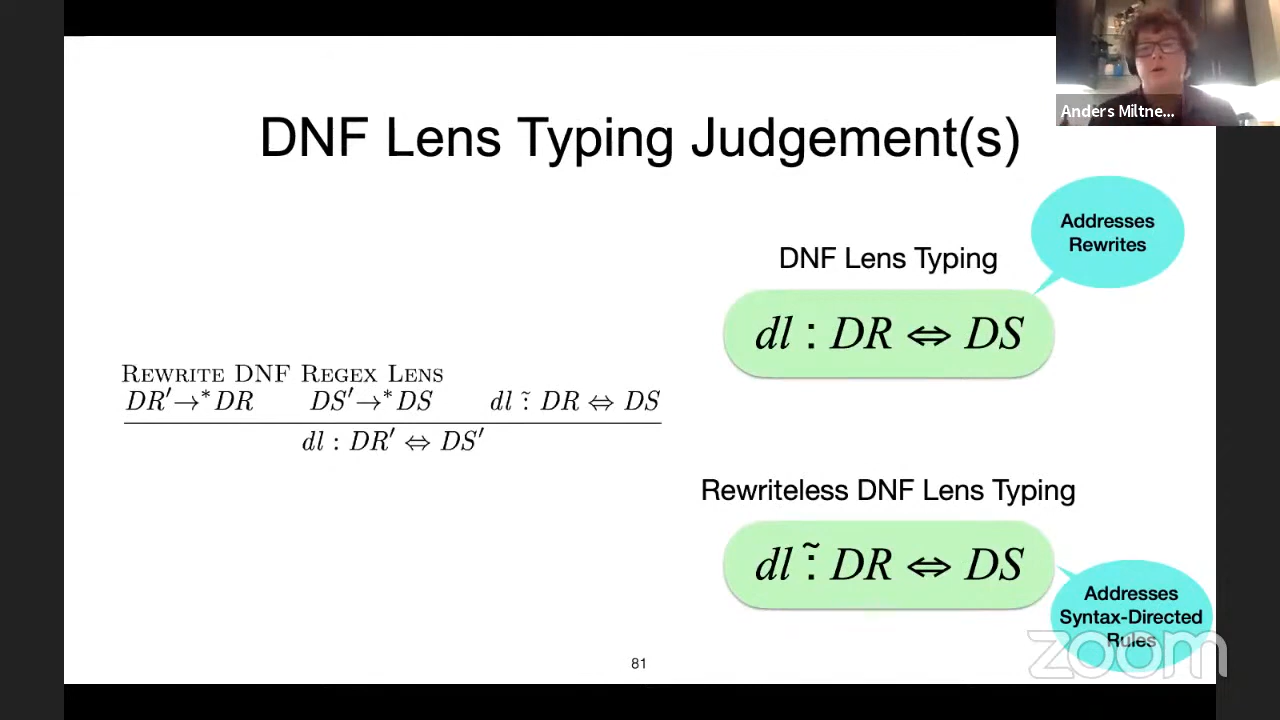 DNF Lens Typing Judgement(s)
Anders Miltne...
Addresses
Rewrites
DNF Lens Typing
dl : DR ⇔ DS
REWRITE DNF REGEX LENS
DR′→*DR DS′→*DS dl :̃ DR ⇔ DS
dl : DR′ ⇔ DS′
Rewriteless DNF Lens Typing
dl :̃ DR ⇔ DS
Addresses
Syntax-Directed
Rules
zoom
81